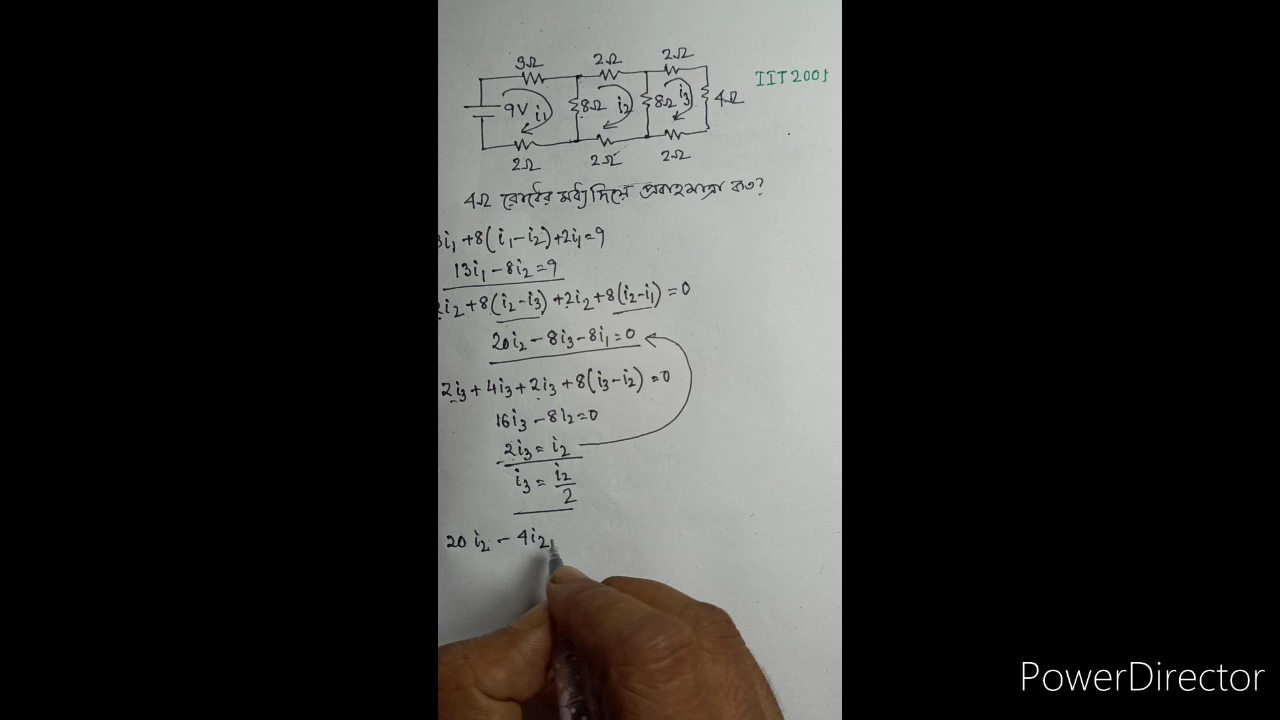 3Ω 2Ω 2Ω
IIT 2001
9V i₁ 8Ω i₂ 8Ω i₃ 4Ω
2Ω 2Ω 2Ω
4Ω রোধের মধ্য দিয়ে প্রবাহমাত্রা কত?
3i₁ + 8(i₁-i₂) + 2i₁ = 9
13i₁ - 8i₂ = 9
2i₂ + 8(i₂-i₃) + 2i₂ + 8(i₂-i₁) = 0
20i₂ - 8i₃ - 8i₁ = 0
2i₃ + 4i₃ + 2i₃ + 8(i₃-i₂) = 0
16i₃ - 8i₂ = 0
2i₃ = i₂
i₃ = i₂/2
20i₂ - 4i₂
PowerDirector